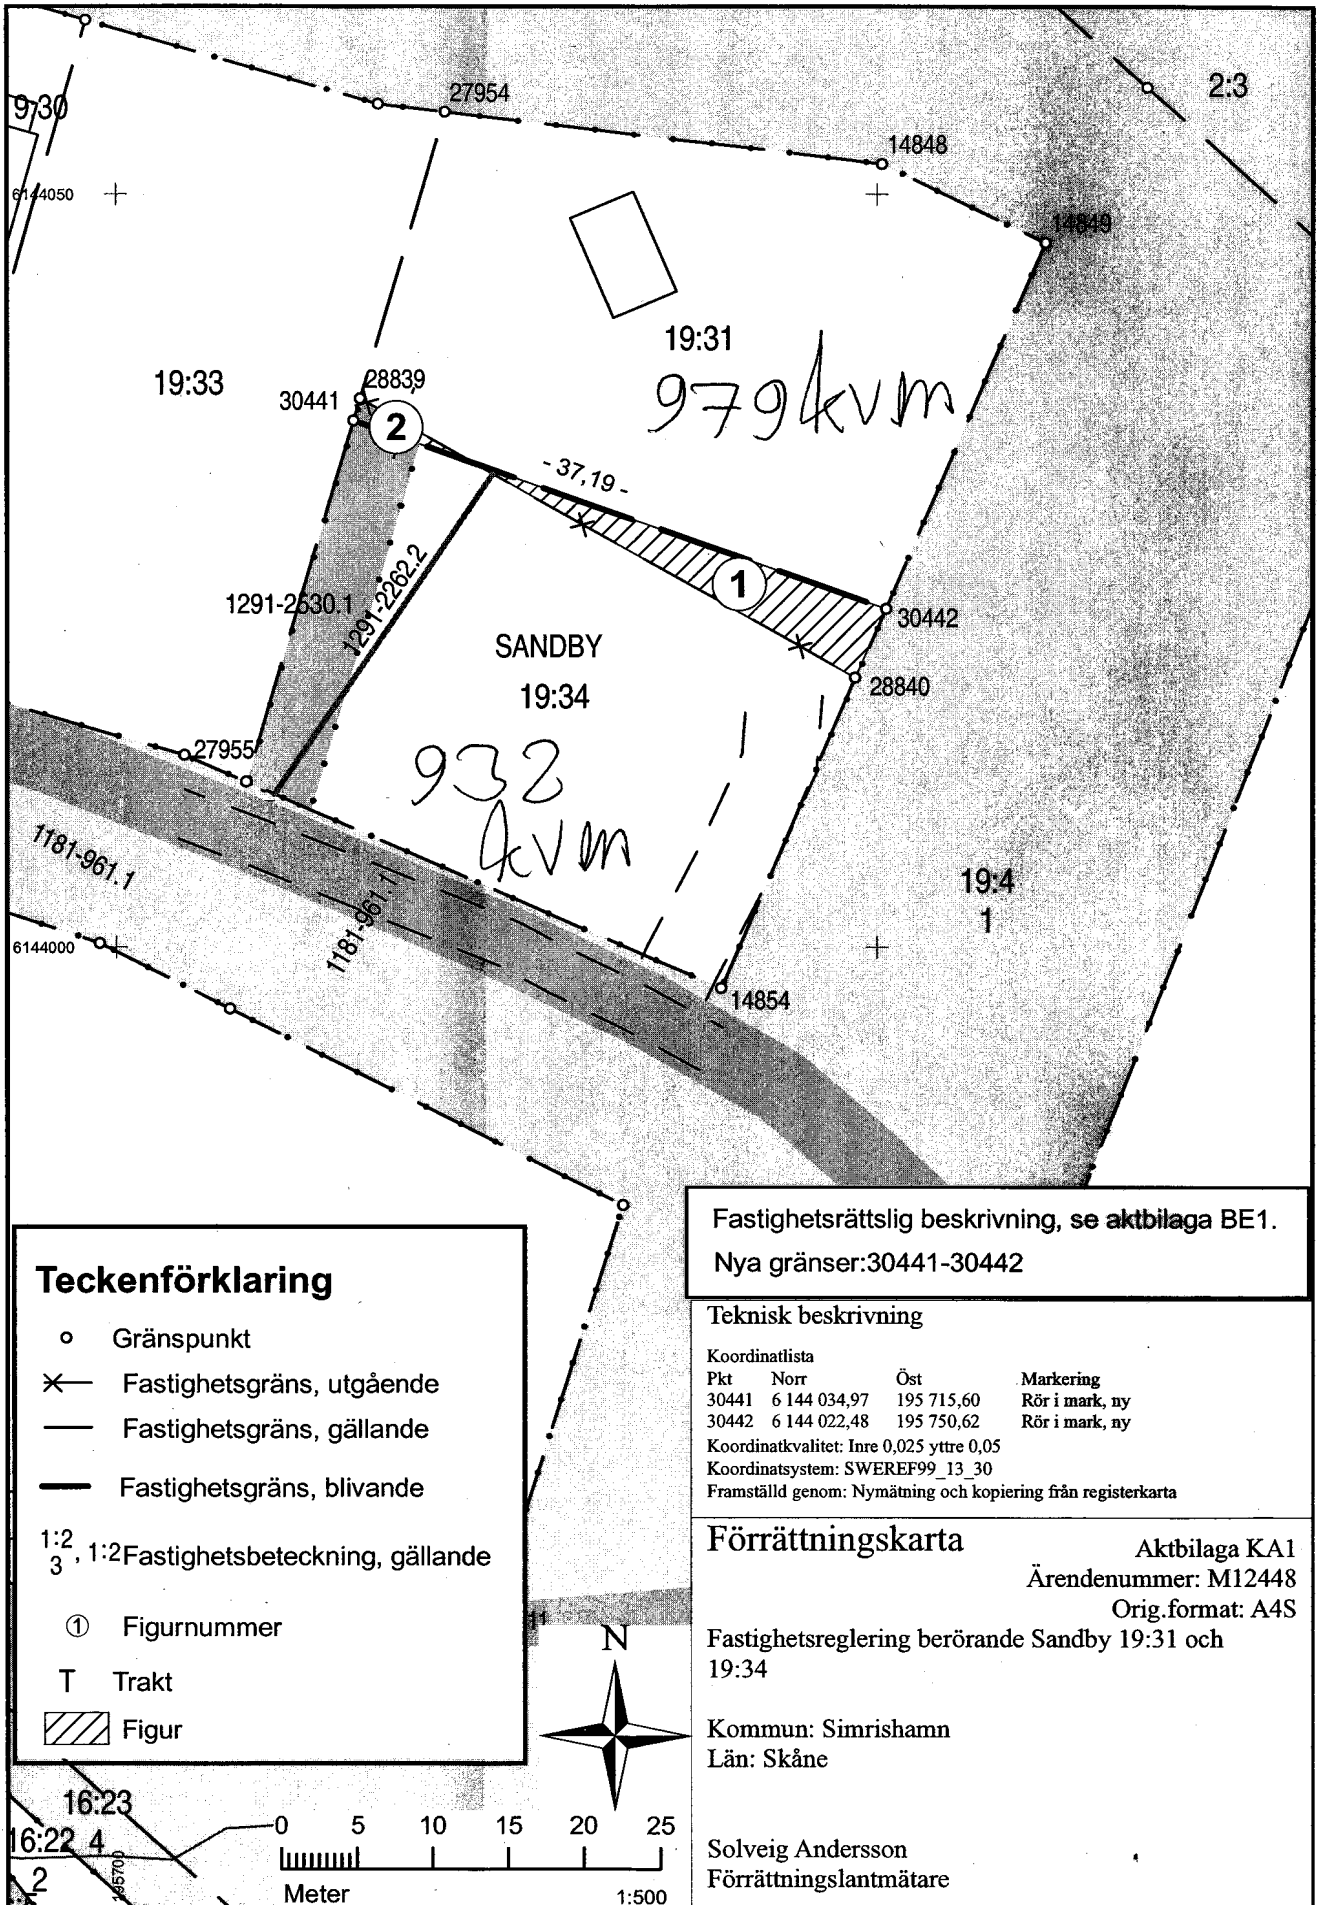 9:30
27954
2:3
14848
6144050
14849
19:31
19:33
28839
979 kvm
30441
2
- 37,19 -
1291-2262.2
1
1291-2530.1
30442
SANDBY
19:34
28840
27955
932
kvm
1181-961.1
1181-961.1
19:4
1
6144000
14854
Fastighetsrättslig beskrivning, se aktbilaga BE1.
Nya gränser:30441-30442
Teckenförklaring
Gränspunkt
Fastighetsgräns, utgående
Fastighetsgräns, gällande
Fastighetsgräns, blivande
1:2
3 , 1:2 Fastighetsbeteckning, gällande
1 Figurnummer
T Trakt
Figur
Teknisk beskrivning
Koordinatlista
Pkt Norr Öst Markering
30441 6 144 034,97 195 715,60 Rör i mark, ny
30442 6 144 022,48 195 750,62 Rör i mark, ny
Koordinatkvalitet: Inre 0,025 yttre 0,05
Koordinatsystem: SWEREF99_13_30
Framställd genom: Nymätning och kopiering från registerkarta
Förrättningskarta
Aktbilaga KA1
Ärendenummer: M12448
Orig.format: A4S
Fastighetsreglering berörande Sandby 19:31 och
19:34
Kommun: Simrishamn
Län: Skåne
Solveig Andersson
Förrättningslantmätare
11
N
16:23
16:22 4
2
195700
0 5 10 15 20 25
Meter 1:500